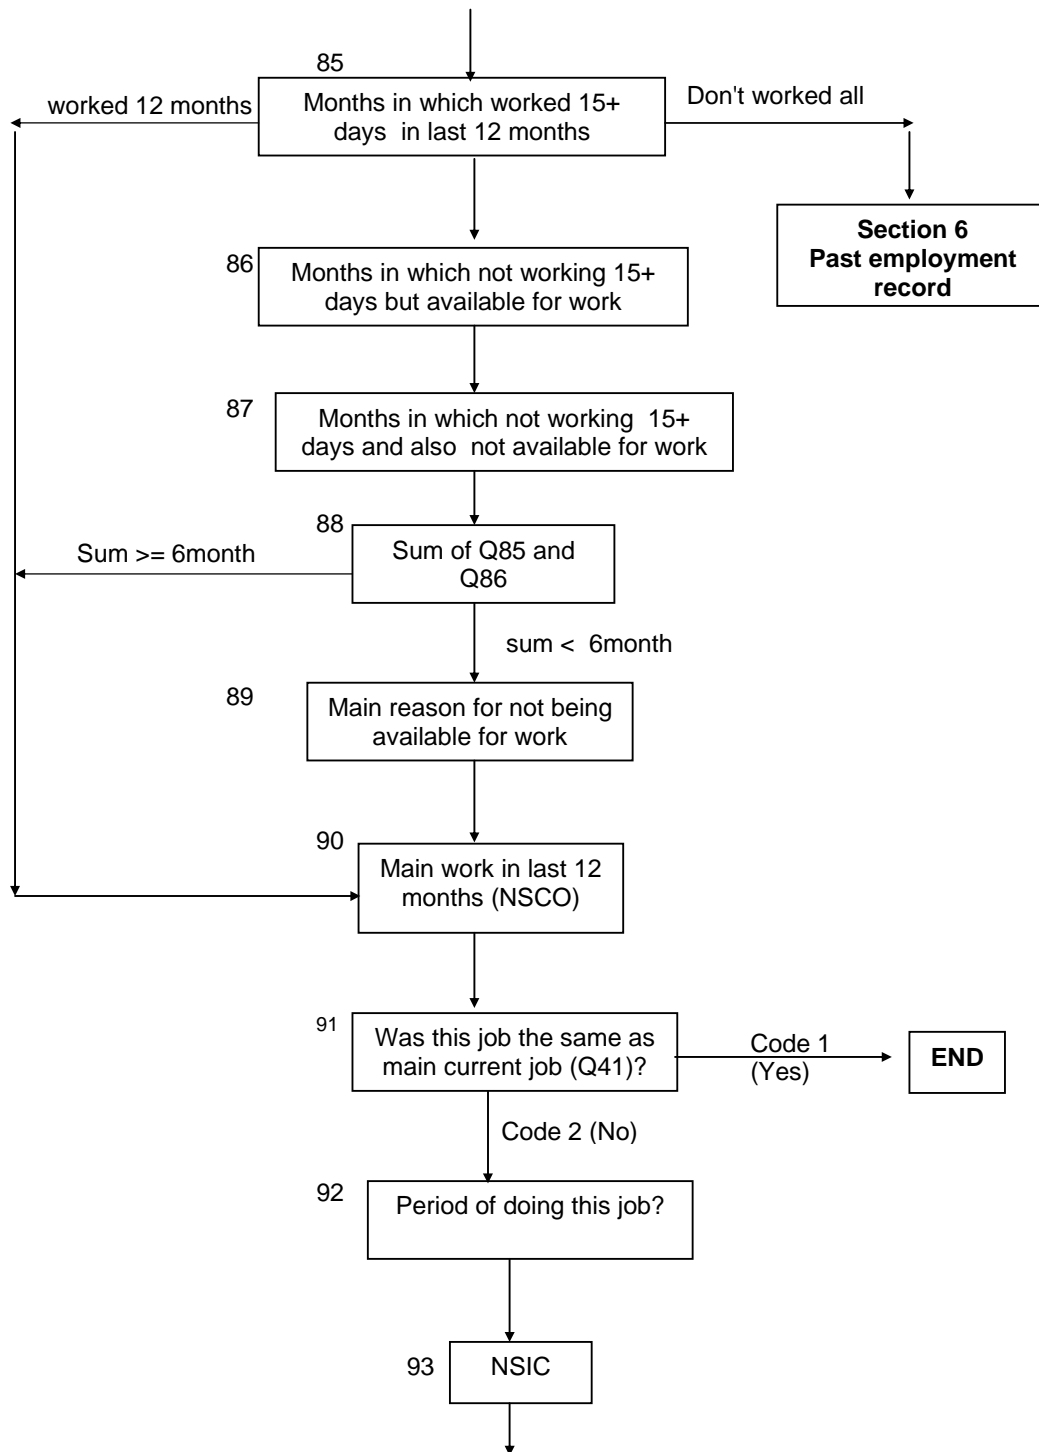 85
worked 12 months
Months in which worked 15+
days in last 12 months
Don't worked all
Section 6
Past employment
record
86
Months in which not working 15+
days but available for work
87
Months in which not working 15+
days and also not available for work
88
Sum >= 6month
Sum of Q85 and
Q86
sum < 6month
89
Main reason for not being
available for work
90
Main work in last 12
months (NSCO)
91
Was this job the same as
main current job (Q41)?
Code 1
(Yes)
END
Code 2 (No)
92
Period of doing this job?
93
NSIC